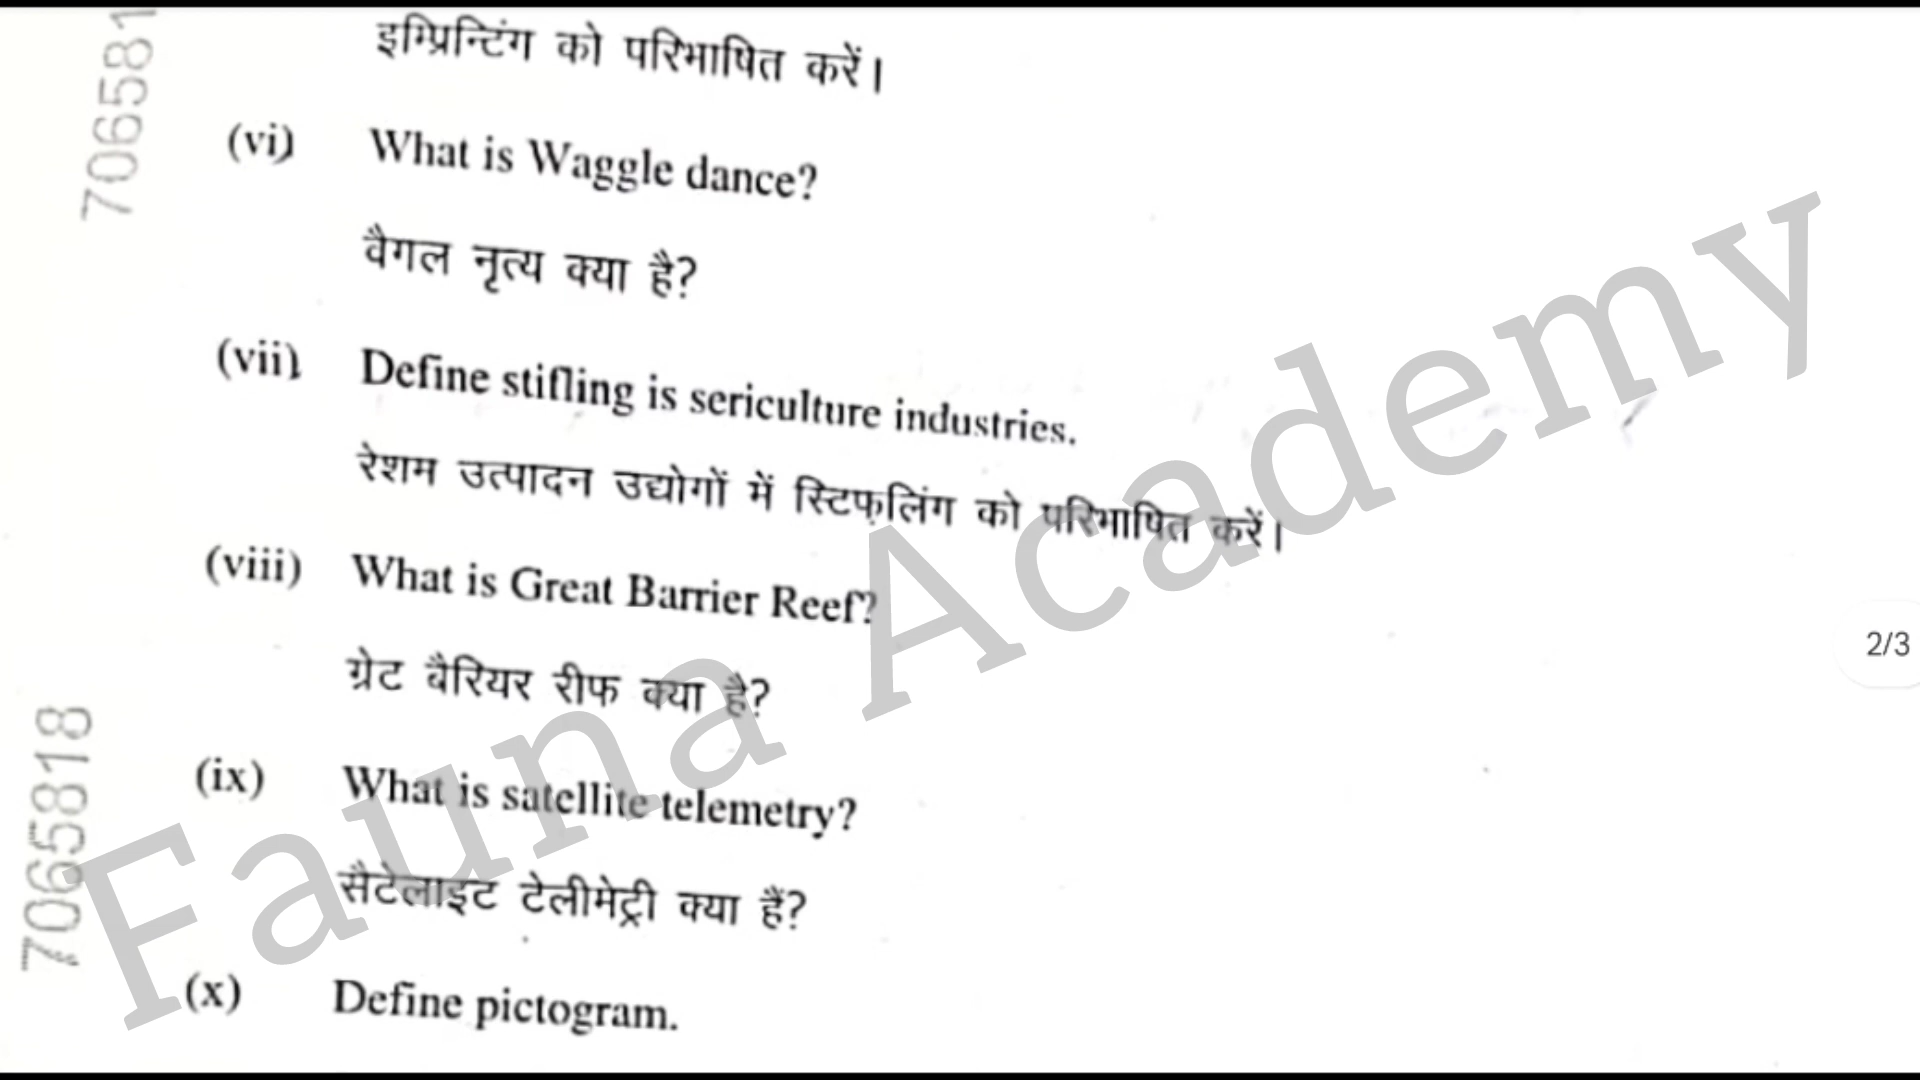 7065818
इम्प्रिन्टिंग को परिभाषित करें।
(vi) What is Waggle dance?
वैगल नृत्य क्या है?
(vii) Define stifling is sericulture industries.
रेशम उत्पादन उद्योगों में स्टिफ़लिंग को परिभाषित करें।
(viii) What is Great Barrier Reef?
ग्रेट बैरियर रीफ क्या है?
2/3
(ix) What is satellite telemetry?
सैटेलाइट टेलीमेट्री क्या हैं?
(x) Define pictogram.
Fauna Academy